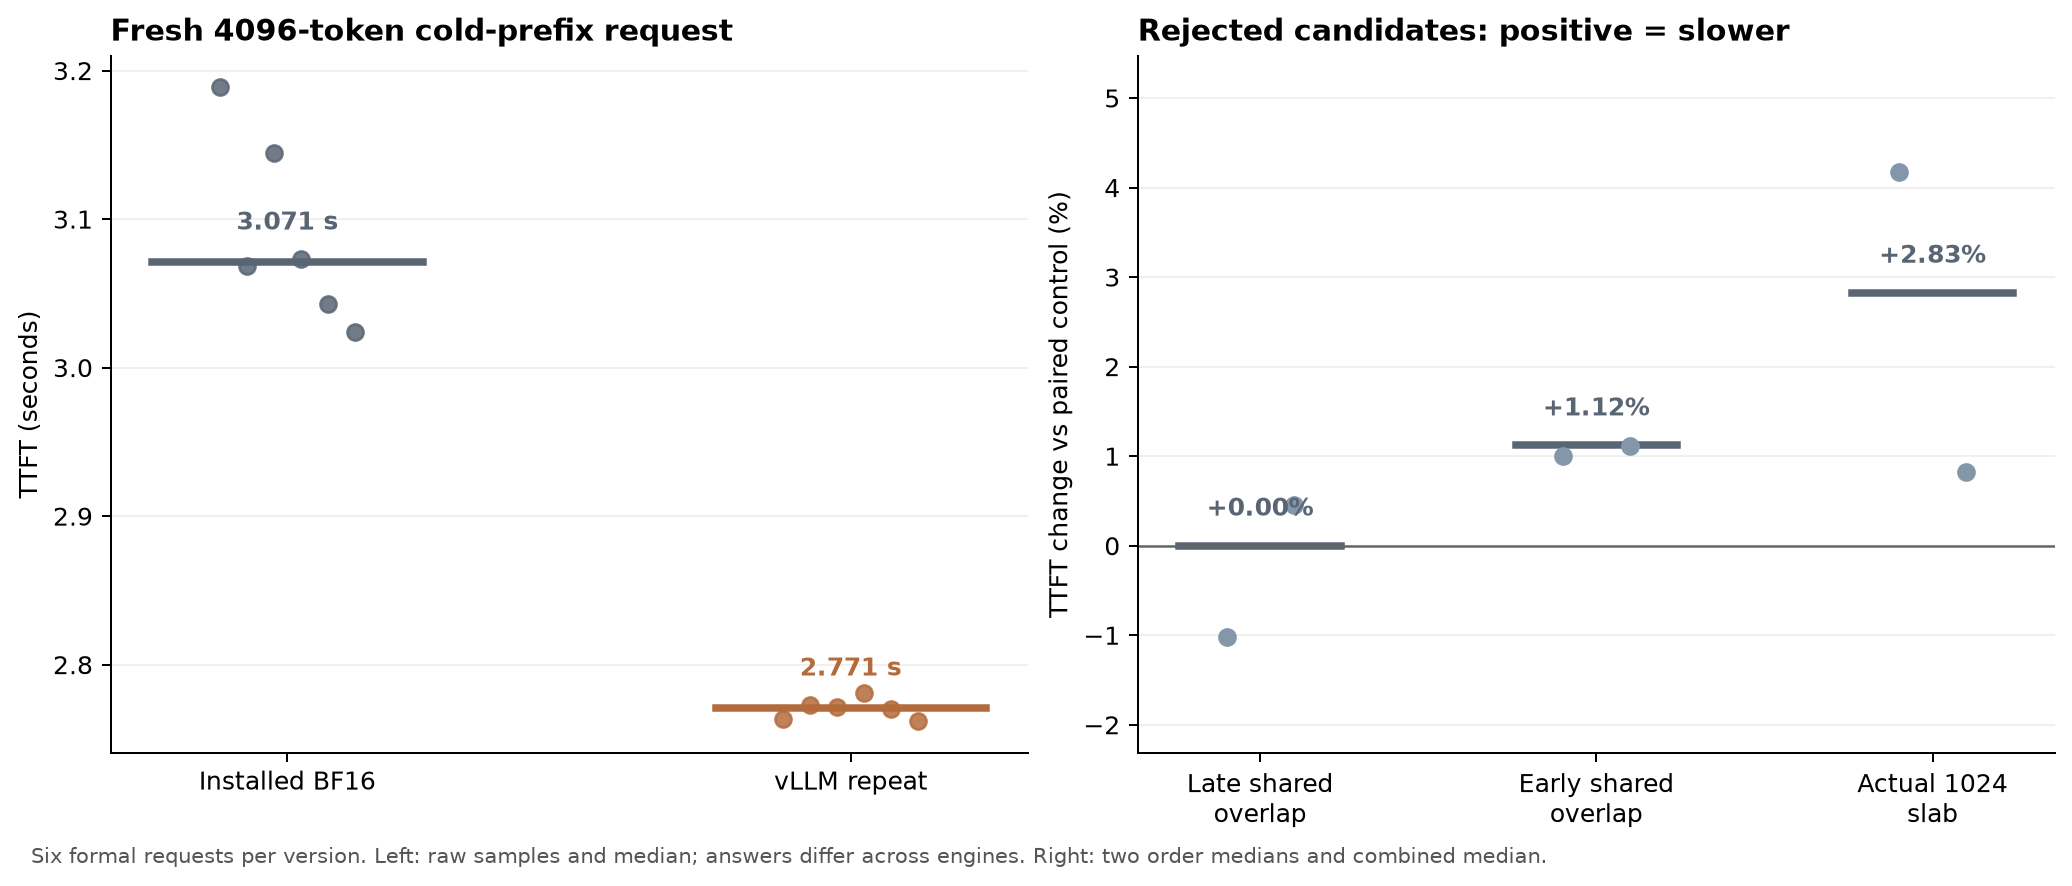 Fresh 4096-token cold-prefix request
TTFT (seconds)
3.2
3.1
3.0
2.9
2.8
3.071 s
2.771 s
Installed BF16
vLLM repeat
Rejected candidates: positive = slower
TTFT change vs paired control (%)
5
4
3
2
1
0
−1
−2
+0.00%
+1.12%
+2.83%
Late shared
overlap
Early shared
overlap
Actual 1024
slab
Six formal requests per version. Left: raw samples and median; answers differ across engines. Right: two order medians and combined median.